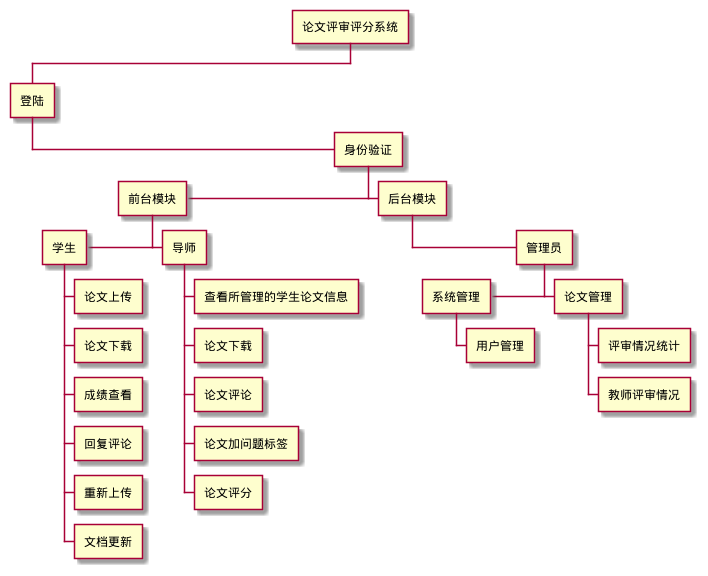 论文评审评分系统
登陆
身份验证
前台模块
后台模块
学生
导师
管理员
论文上传
查看所管理的学生论文信息
系统管理
论文管理
论文下载
论文下载
用户管理
评审情况统计
成绩查看
论文评论
教师评审情况
回复评论
论文加问题标签
重新上传
论文评分
文档更新